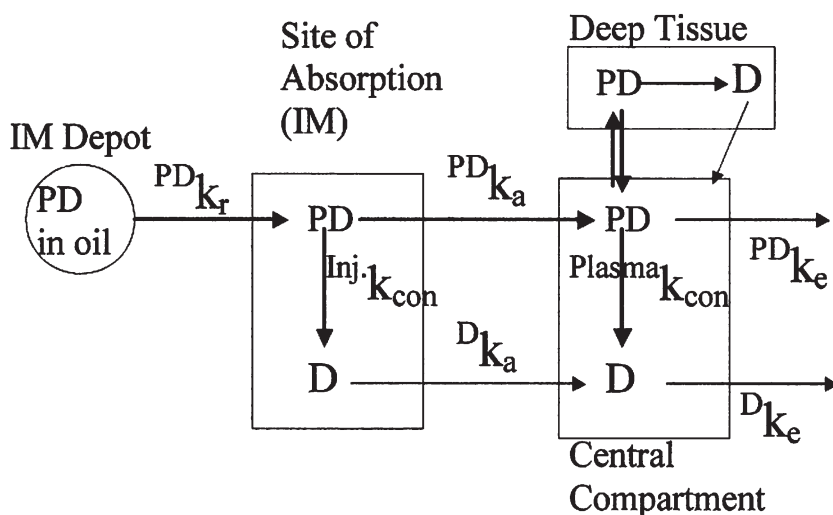 Deep Tissue
PD D
Site of
Absorption
(IM)
IM Depot
PD
in oil
PDkr
PD
PDka
PD
PDke
Inj.kcon
Plasmakcon
D
Dka
D
Dke
Central
Compartment